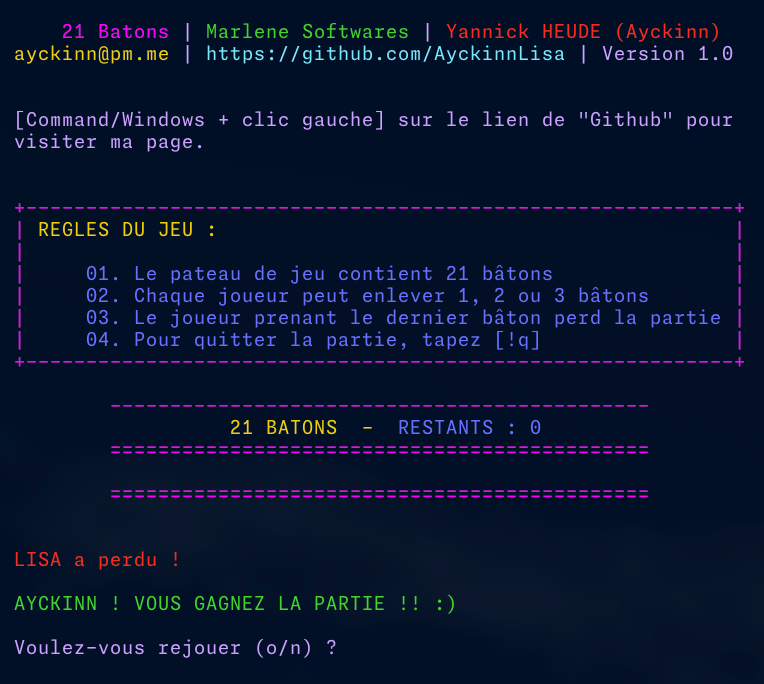 21 Batons | Marlene Softwares | Yannick HEUDE (Ayckinn)
ayckinn@pm.me | https://github.com/AyckinnLisa | Version 1.0
[Command/Windows + clic gauche] sur le lien de "Github" pour
visiter ma page.
+-----------------------------------------------------------+
| REGLES DU JEU : |
| |
| 01. Le pateau de jeu contient 21 bâtons |
| 02. Chaque joueur peut enlever 1, 2 ou 3 bâtons |
| 03. Le joueur prenant le dernier bâton perd la partie |
| 04. Pour quitter la partie, tapez [!q] |
+-----------------------------------------------------------+
---------------------------------------------
21 BATONS - RESTANTS : 0
=============================================
=============================================
LISA a perdu !
AYCKINN ! VOUS GAGNEZ LA PARTIE !! :)
Voulez-vous rejouer (o/n) ?